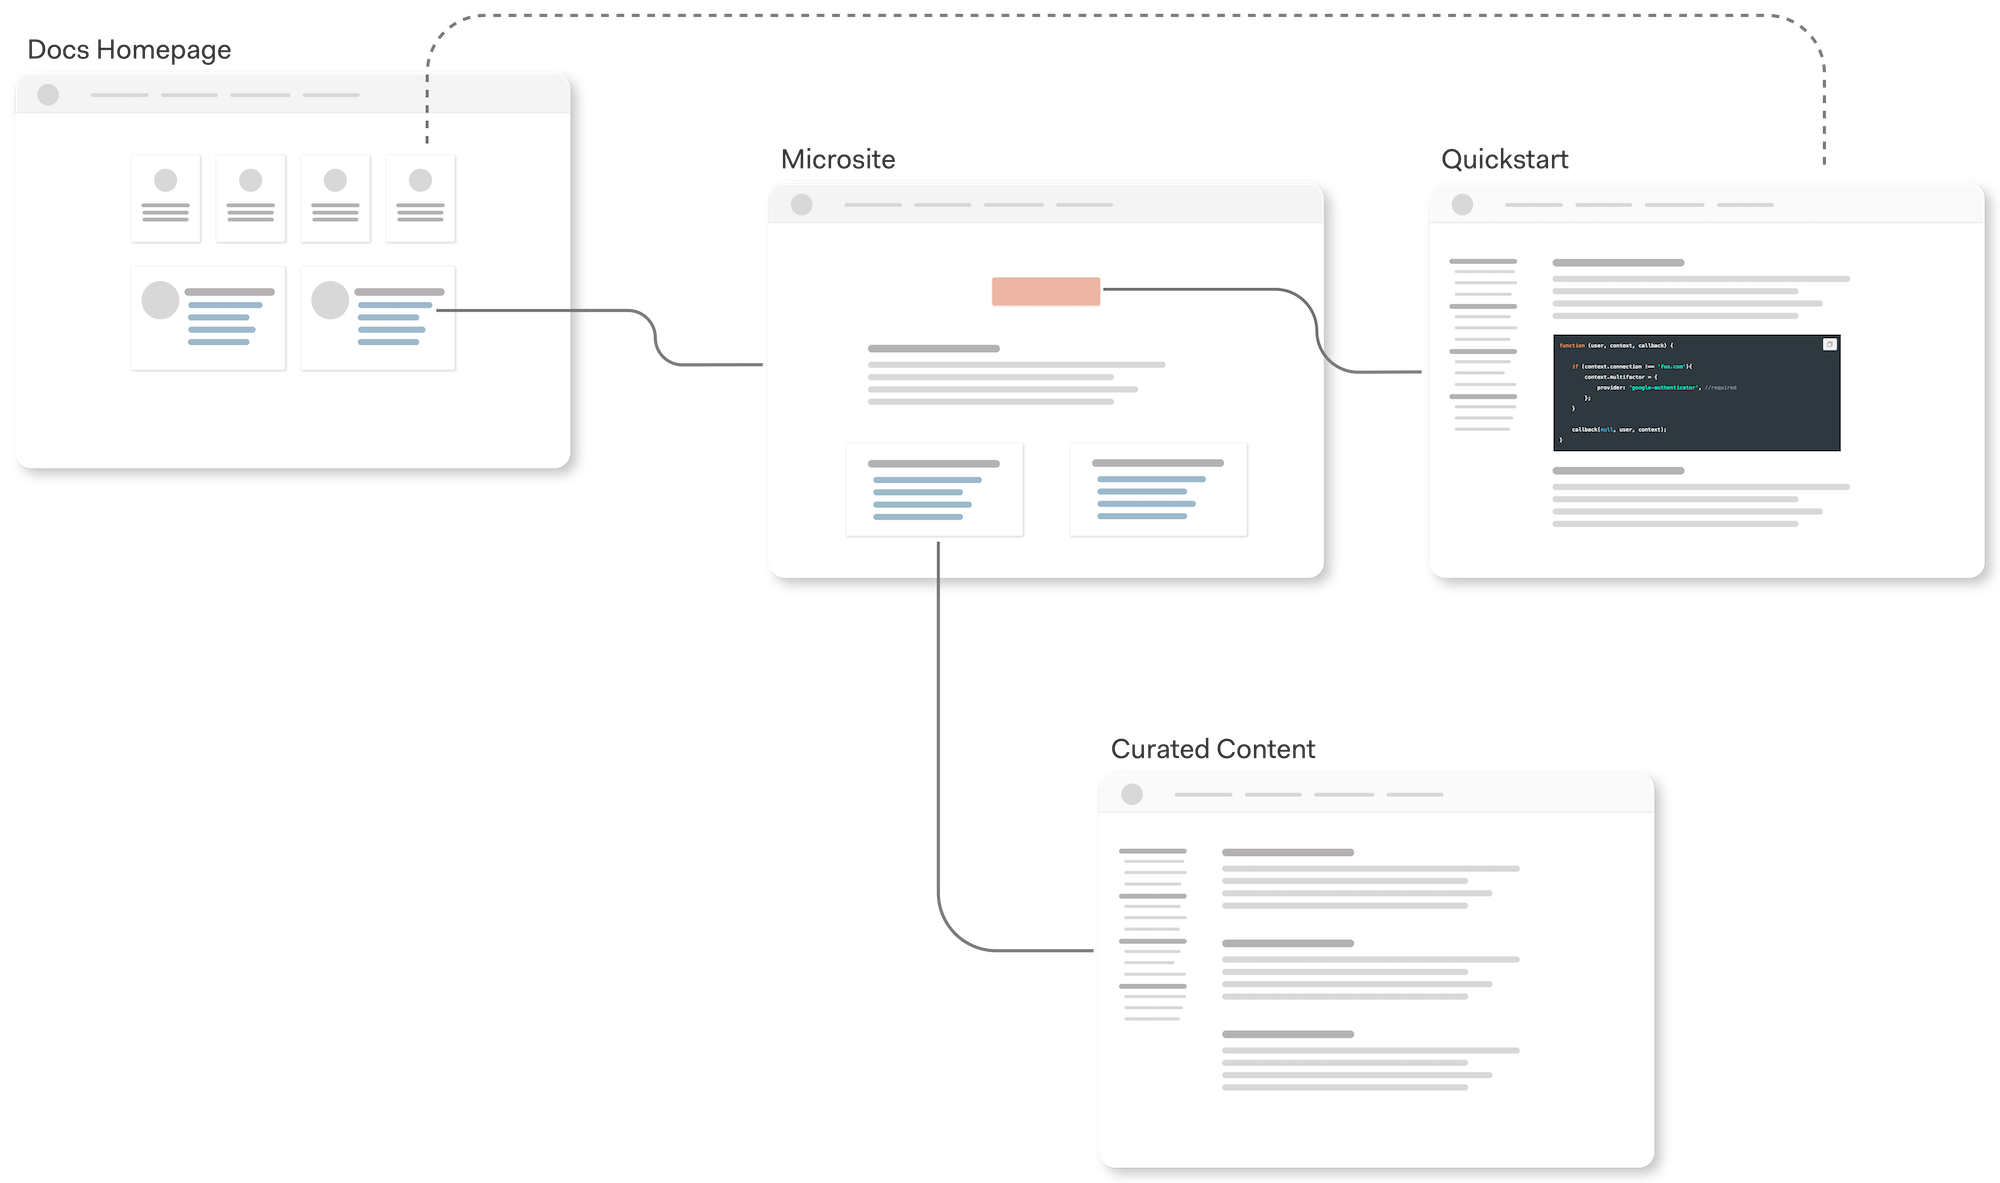 Docs Homepage
Microsite
Quickstart
function (user, context, callback) {
if (context.connection !== 'foo.com'){
context.multifactor = {
provider: 'google-authenticator', //required
};
}
callback(null, user, context);
}
Curated Content